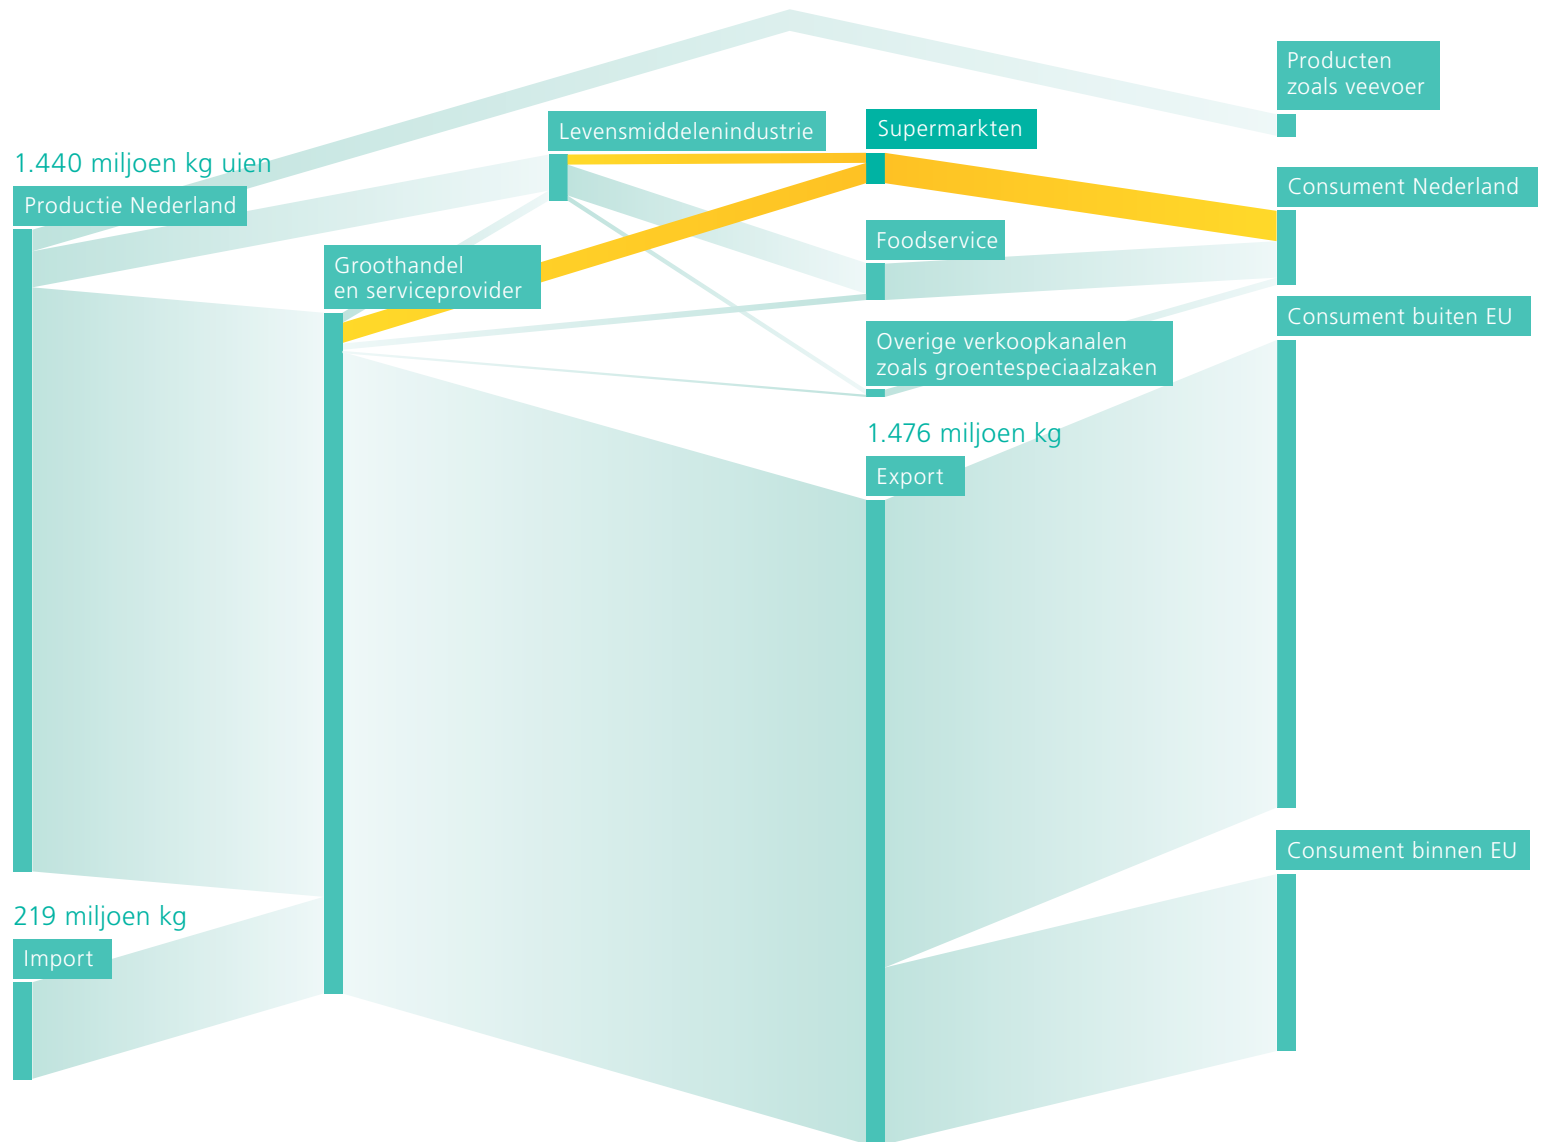 1.440 miljoen kg uien
Productie Nederland
219 miljoen kg
Import
Groothandel
en serviceprovider
Levensmiddelenindustrie
Supermarkten
Foodservice
Overige verkoopkanalen
zoals groentespeciaalzaken
1.476 miljoen kg
Export
Producten
zoals veevoer
Consument Nederland
Consument buiten EU
Consument binnen EU